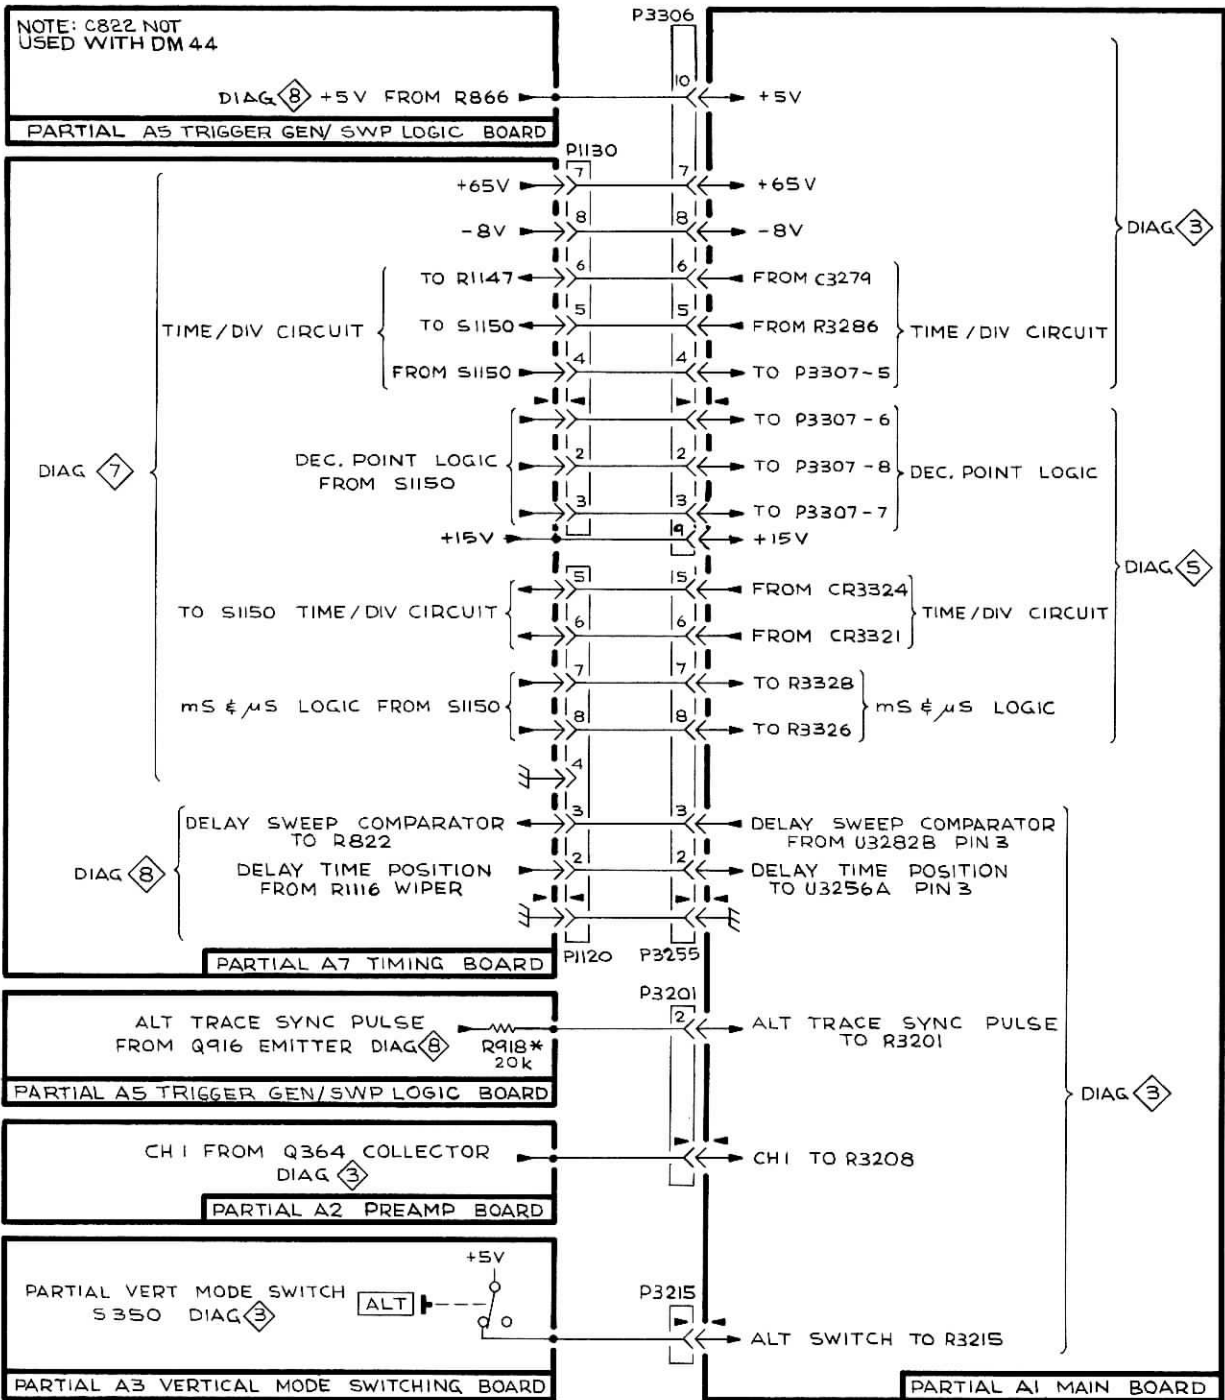 P3306
NOTE: C822 NOT
USED WITH DM 44
10
DIAG 8 +5V FROM R866
+5V
PARTIAL A5 TRIGGER GEN/ SWP LOGIC BOARD
P1130
+65V 7 7 +65V
-8V 8 8 -8V
DIAG 3
TO R1147 6 6 FROM C3279
TIME/DIV CIRCUIT
TO S1150 5 5 FROM R3286
TIME/DIV CIRCUIT
FROM S1150 4 4 TO P3307-5
TO P3307-6
DIAG 7
DEC. POINT LOGIC
FROM S1150
2 2 TO P3307-8
DEC. POINT LOGIC
3 3 TO P3307-7
+15V 9 +15V
DIAG 5
5 5 FROM CR3324
TO S1150 TIME/DIV CIRCUIT
TIME/DIV CIRCUIT
6 6 FROM CR3321
7 7 TO R3328
mS & µS LOGIC FROM S1150
mS & µS LOGIC
8 8 TO R3326
4
DELAY SWEEP COMPARATOR
TO R822
3 3
DELAY SWEEP COMPARATOR
FROM U3282B PIN 3
DIAG 8
DELAY TIME POSITION
FROM R1116 WIPER
2 2
DELAY TIME POSITION
TO U3256A PIN 3
P1120 P3255
PARTIAL A7 TIMING BOARD
P3201
ALT TRACE SYNC PULSE
FROM Q916 EMITTER DIAG 8
R918*
20K
2
ALT TRACE SYNC PULSE
TO R3201
PARTIAL A5 TRIGGER GEN/SWP LOGIC BOARD
DIAG 3
CH 1 FROM Q364 COLLECTOR
DIAG 3
CH1 TO R3208
PARTIAL A2 PREAMP BOARD
+5V
PARTIAL VERT MODE SWITCH
S350 DIAG 3
ALT
P3215
ALT SWITCH TO R3215
PARTIAL A3 VERTICAL MODE SWITCHING BOARD
PARTIAL A1 MAIN BOARD